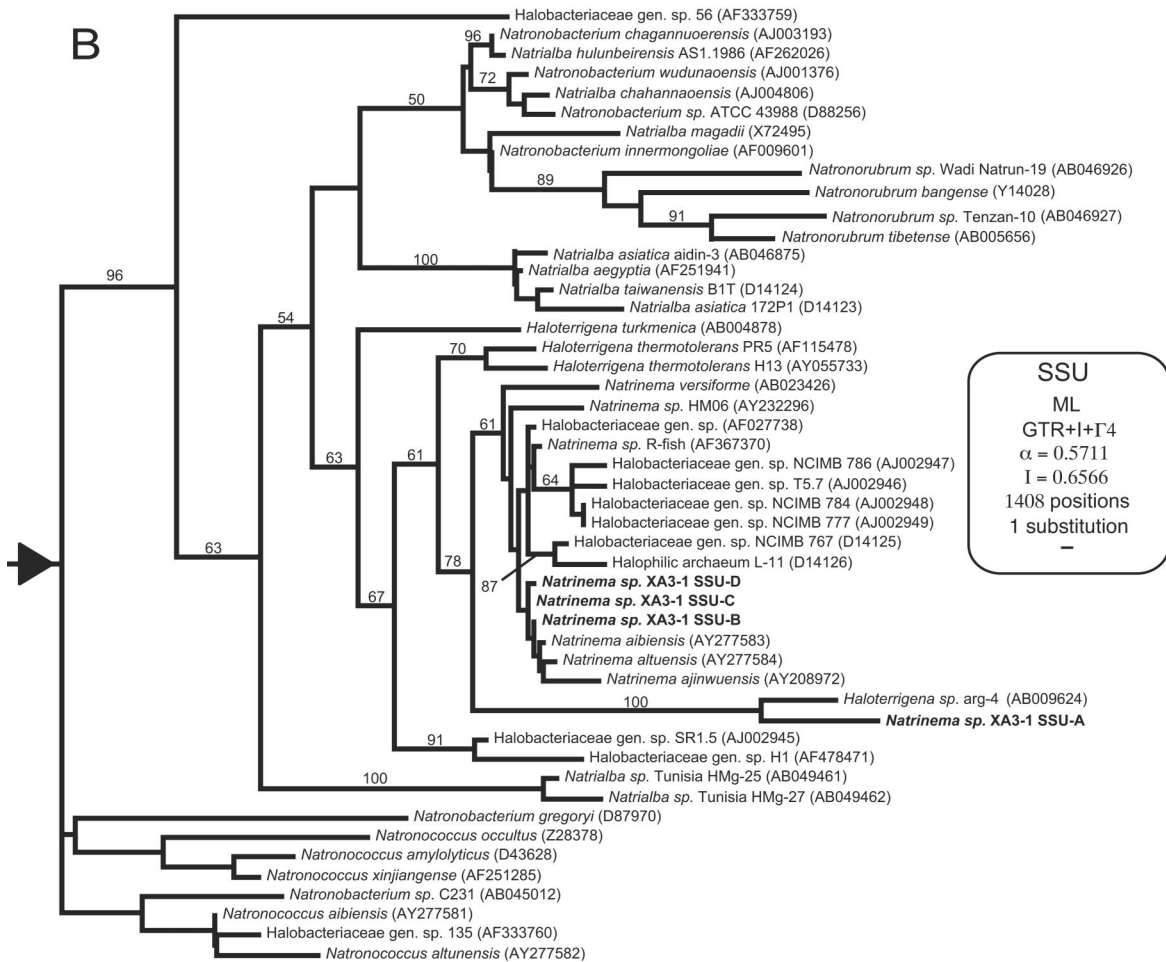 B
Halobacteriaceae gen. sp. 56 (AF333759)
Natronobacterium chagannuoerensis (AJ003193)
96
Natrialba hulunbeirensis AS1.1986 (AF262026)
Natronobacterium wudunaoensis (AJ001376)
72
Natrialba chahannaoensis (AJ004806)
50
Natronobacterium sp. ATCC 43988 (D88256)
Natrialba magadii (X72495)
Natronobacterium innermongoliae (AF009601)
Natronorubrum sp. Wadi Natrun-19 (AB046926)
89
Natronorubrum bangense (Y14028)
91
Natronorubrum sp. Tenzan-10 (AB046927)
Natronorubrum tibetense (AB005656)
Natrialba asiatica aidin-3 (AB046875)
100
Natrialba aegyptia (AF251941)
96
Natrialba taiwanensis B1T (D14124)
Natrialba asiatica 172P1 (D14123)
54
Haloterrigena turkmenica (AB004878)
70
Haloterrigena thermotolerans PR5 (AF115478)
Haloterrigena thermotolerans H13 (AY055733)
Natrinema versiforme (AB023426)
Natrinema sp. HM06 (AY232296)
61
Halobacteriaceae gen. sp. (AF027738)
Natrinema sp. R-fish (AF367370)
63
61
Halobacteriaceae gen. sp. NCIMB 786 (AJ002947)
64
Halobacteriaceae gen. sp. T5.7 (AJ002946)
Halobacteriaceae gen. sp. NCIMB 784 (AJ002948)
Halobacteriaceae gen. sp. NCIMB 777 (AJ002949)
63
Halobacteriaceae gen. sp. NCIMB 767 (D14125)
78
Halophilic archaeum L-11 (D14126)
87
Natrinema sp. XA3-1 SSU-D
67
Natrinema sp. XA3-1 SSU-C
Natrinema sp. XA3-1 SSU-B
Natrinema aibiensis (AY277583)
Natrinema altuensis (AY277584)
Natrinema ajinwuensis (AY208972)
100
Haloterrigena sp. arg-4 (AB009624)
Natrinema sp. XA3-1 SSU-A
91
Halobacteriaceae gen. sp. SR1.5 (AJ002945)
Halobacteriaceae gen. sp. H1 (AF478471)
100
Natrialba sp. Tunisia HMg-25 (AB049461)
Natrialba sp. Tunisia HMg-27 (AB049462)
Natronobacterium gregoryi (D87970)
Natronococcus occultus (Z28378)
Natronococcus amylolyticus (D43628)
Natronococcus xinjiangense (AF251285)
Natronobacterium sp. C231 (AB045012)
Natronococcus aibiensis (AY277581)
Halobacteriaceae gen. sp. 135 (AF333760)
Natronococcus altunensis (AY277582)
SSU
ML
GTR+I+Γ4
α = 0.5711
I = 0.6566
1408 positions
1 substitution